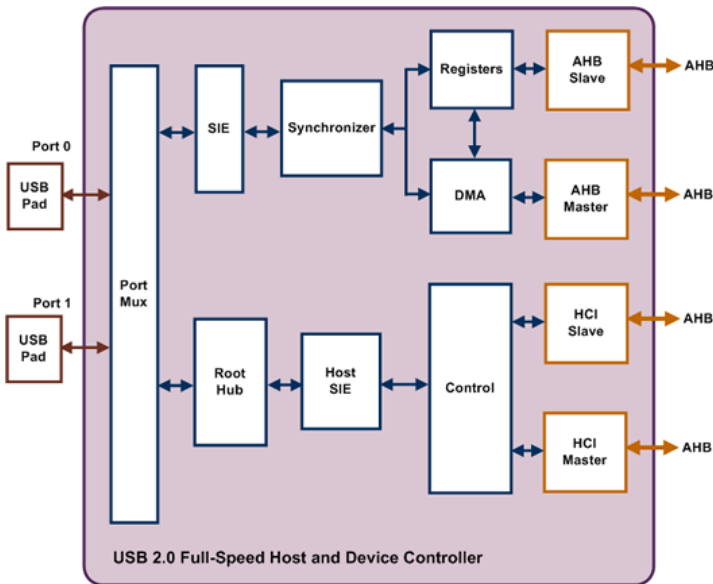 Port 0
USB
Pad
Port 1
USB
Pad
Port
Mux
SIE
Synchronizer
Registers
DMA
AHB
Slave
AHB
AHB
Master
AHB
Root
Hub
Host
SIE
Control
HCI
Slave
AHB
HCI
Master
AHB
USB 2.0 Full-Speed Host and Device Controller